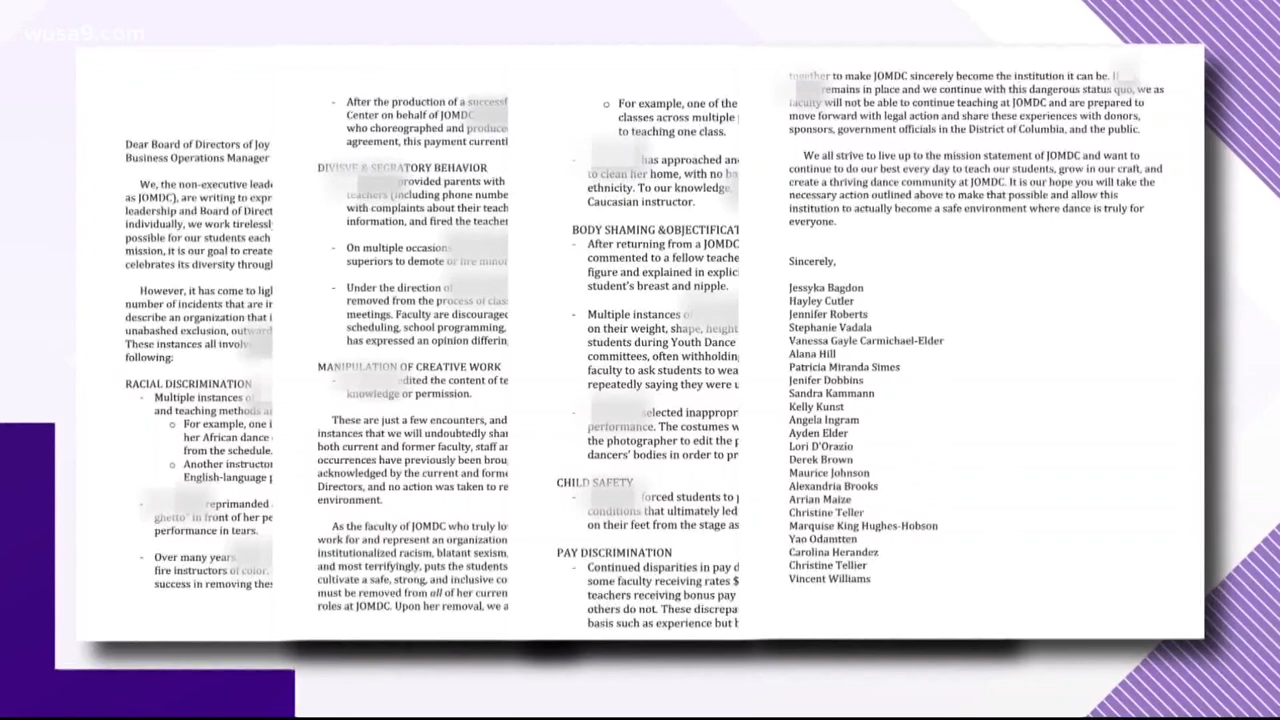 wusa9.com
Dear Board of Directors of Joy
Business Operations Manager
We, the non-executive lead
as JOMDC), are writing to expr
leadership and Board of Direct
individually, we work tirelessl
possible for our students each
mission, it is our goal to create
celebrates its diversity throug
However, it has come to lig
number of incidents that are ir
describe an organization that i
unabashed exclusion, outward
These instances all involv
following:
RACIAL DISCRIMINATION
- Multiple instances o
and teaching methods a
o For example, one i
her African dance
from the schedule.
o Another instructor
English-language p
- reprimanded
ghetto" in front of her pe
performance in tears.
- Over many years
fire instructors of color.
success in removing the
- After the production of a successf
Center on behalf of JOMDC
who choreographed and produce
agreement, this payment currentl
DIVISVE & SEGRATORY BEHAVIOR
- provided parents with
teachers (including phone numbe
with complaints about their teach
information, and fired the teacher
- On multiple occasions
superiors to demote or fire minor
- Under the direction of
removed from the process of clas
meetings. Faculty are discouraged
scheduling, school programming,
has expressed an opinion differin
MANIPULATION OF CREATIVE WORK
- edited the content of te
knowledge or permission.
These are just a few encounters, and
instances that we will undoubtedly shar
both current and former faculty, staff ar
occurrences have previously been brou
acknowledged by the current and forme
Directors, and no action was taken to re
environment.
As the faculty of JOMDC who truly lo
work for and represent an organization
institutionalized racism, blatant sexism,
and most terrifyingly, puts the students
cultivate a safe, strong, and inclusive co
must be removed from all of her curren
roles at JOMDC. Upon her removal, we a
o For example, one of the
classes across multiple
to teaching one class.
- has approached an
to clean her home, with no ba
ethnicity. To our knowledge,
Caucasian instructor.
BODY SHAMING &OBJECTIFICAT
- After returning from a JOMDC
commented to a fellow teache
figure and explained in explic
student's breast and nipple.
- Multiple instances o
on their weight, shape, height
students during Youth Dance
committees, often withholding
faculty to ask students to wea
repeatedly saying they were u
- selected inappropr
performance. The costumes w
the photographer to edit the p
dancers' bodies in order to pr
CHILD SAFETY
- forced students to p
conditions that ultimately led
on their feet from the stage as
PAY DISCRIMINATION
- Continued disparities in pay d
some faculty receiving rates $
teachers receiving bonus pay
others do not. These discrepa
basis such as experience but b
together to make JOMDC sincerely become the institution it can be. I
remains in place and we continue with this dangerous status quo, we as
faculty will not be able to continue teaching at JOMDC and are prepared to
move forward with legal action and share these experiences with donors,
sponsors, government officials in the District of Columbia, and the public.
We all strive to live up to the mission statement of JOMDC and want to
continue to do our best every day to teach our students, grow in our craft, and
create a thriving dance community at JOMDC. It is our hope you will take the
necessary action outlined above to make that possible and allow this
institution to actually become a safe environment where dance is truly for
everyone.
Sincerely,
Jessyka Bagdon
Hayley Cutler
Jennifer Roberts
Stephanie Vadala
Vanessa Gayle Carmichael-Elder
Alana Hill
Patricia Miranda Simes
Jenifer Dobbins
Sandra Kammann
Kelly Kunst
Angela Ingram
Ayden Elder
Lori D'Orazio
Derek Brown
Maurice Johnson
Alexandria Brooks
Arrian Maize
Christine Teller
Marquise King Hughes-Hobson
Yao Odamtten
Carolina Herandez
Christine Tellier
Vincent Williams